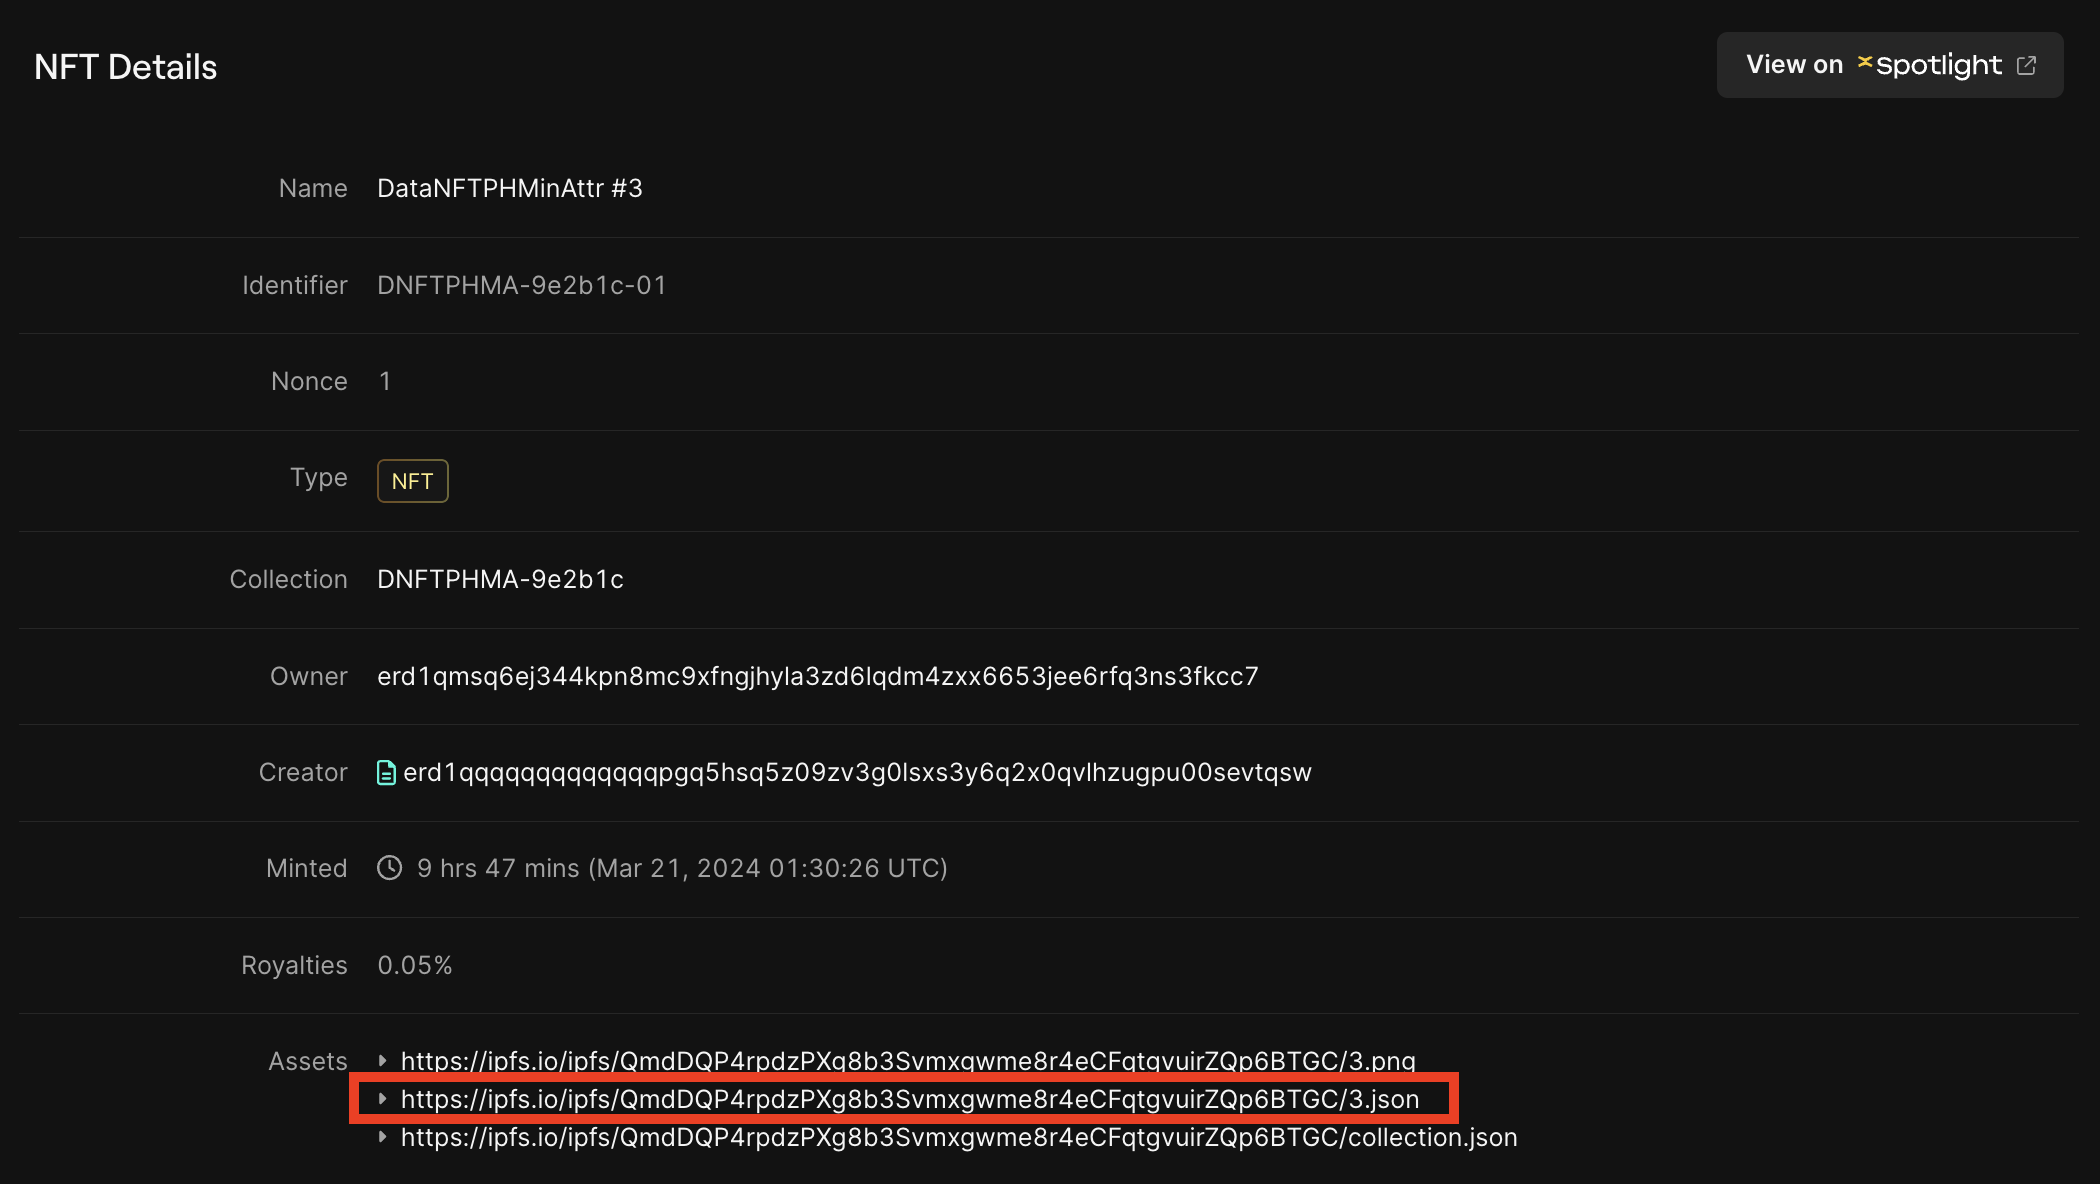 NFT Details
View on spotlight
Name DataNFTPHMinAttr #3
Identifier DNFTPHMA-9e2b1c-01
Nonce 1
Type NFT
Collection DNFTPHMA-9e2b1c
Owner erd1qmsq6ej344kpn8mc9xfngjhyla3zd6lqdm4zxx6653jee6rfq3ns3fkcc7
Creator erd1qqqqqqqqqqqqqpgq5hsq5z09zv3g0lsxs3y6q2x0qvlhzugpu00sevtqsw
Minted 9 hrs 47 mins (Mar 21, 2024 01:30:26 UTC)
Royalties 0.05%
Assets https://ipfs.io/ipfs/QmdDQP4rpdzPXg8b3Svmxgwme8r4eCFqtgvuirZQp6BTGC/3.png
https://ipfs.io/ipfs/QmdDQP4rpdzPXg8b3Svmxgwme8r4eCFqtgvuirZQp6BTGC/3.json
https://ipfs.io/ipfs/QmdDQP4rpdzPXg8b3Svmxgwme8r4eCFqtgvuirZQp6BTGC/collection.json